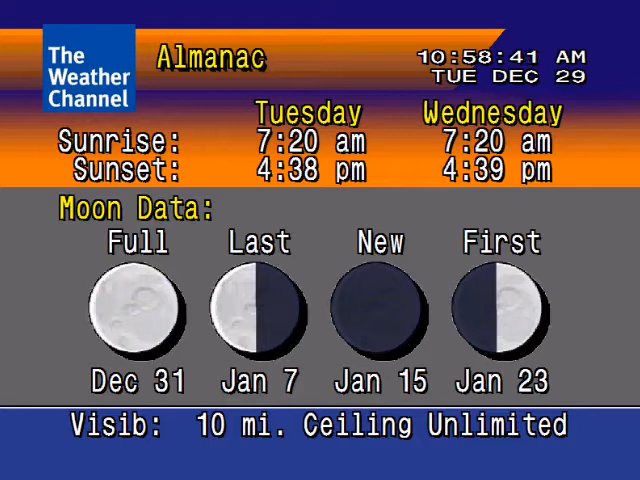 The Weather Channel
Almanac
10:58:41 AM
TUE DEC 29
Tuesday Wednesday
Sunrise: 7:20 am 7:20 am
Sunset: 4:38 pm 4:39 pm
Moon Data:
Full Last New First
Dec 31 Jan 7 Jan 15 Jan 23
Visib: 10 mi. Ceiling Unlimited